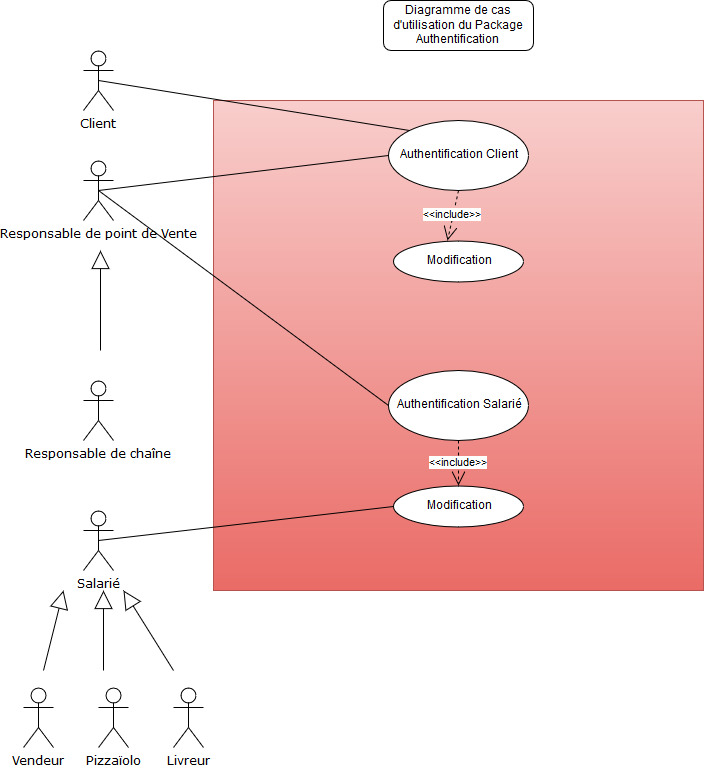 Diagramme de cas
d'utilisation du Package
Authentification
Client
Authentification Client
<<include>>
Responsable de point de Vente
Modification
Authentification Salarié
Responsable de chaîne
<<include>>
Modification
Salarié
Vendeur
Pizzaïolo
Livreur